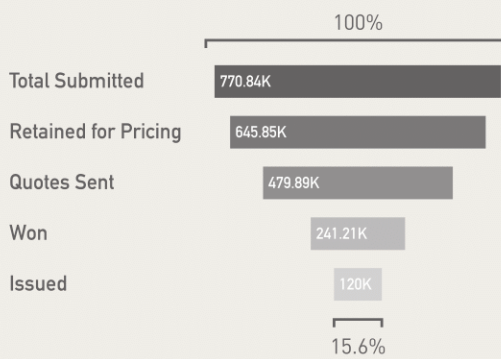 100%
Total Submitted 770.84K
Retained for Pricing 645.85K
Quotes Sent 479.89K
Won 241.21K
Issued 120K
15.6%